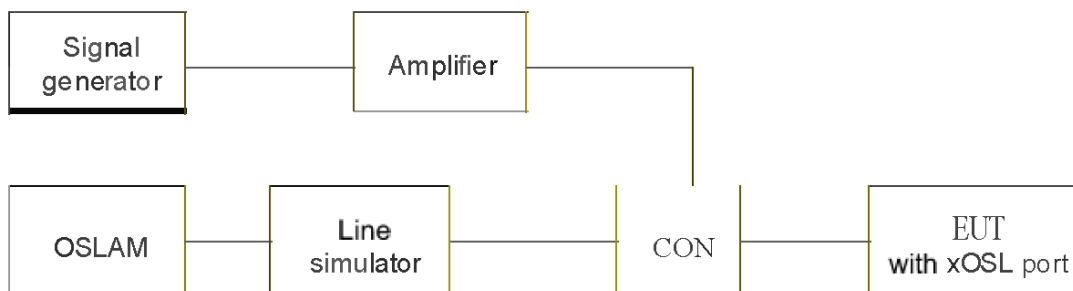 Signal
generator
Amplifier
OSLAM
Line
simulator
CON
EUT
with xOSL port